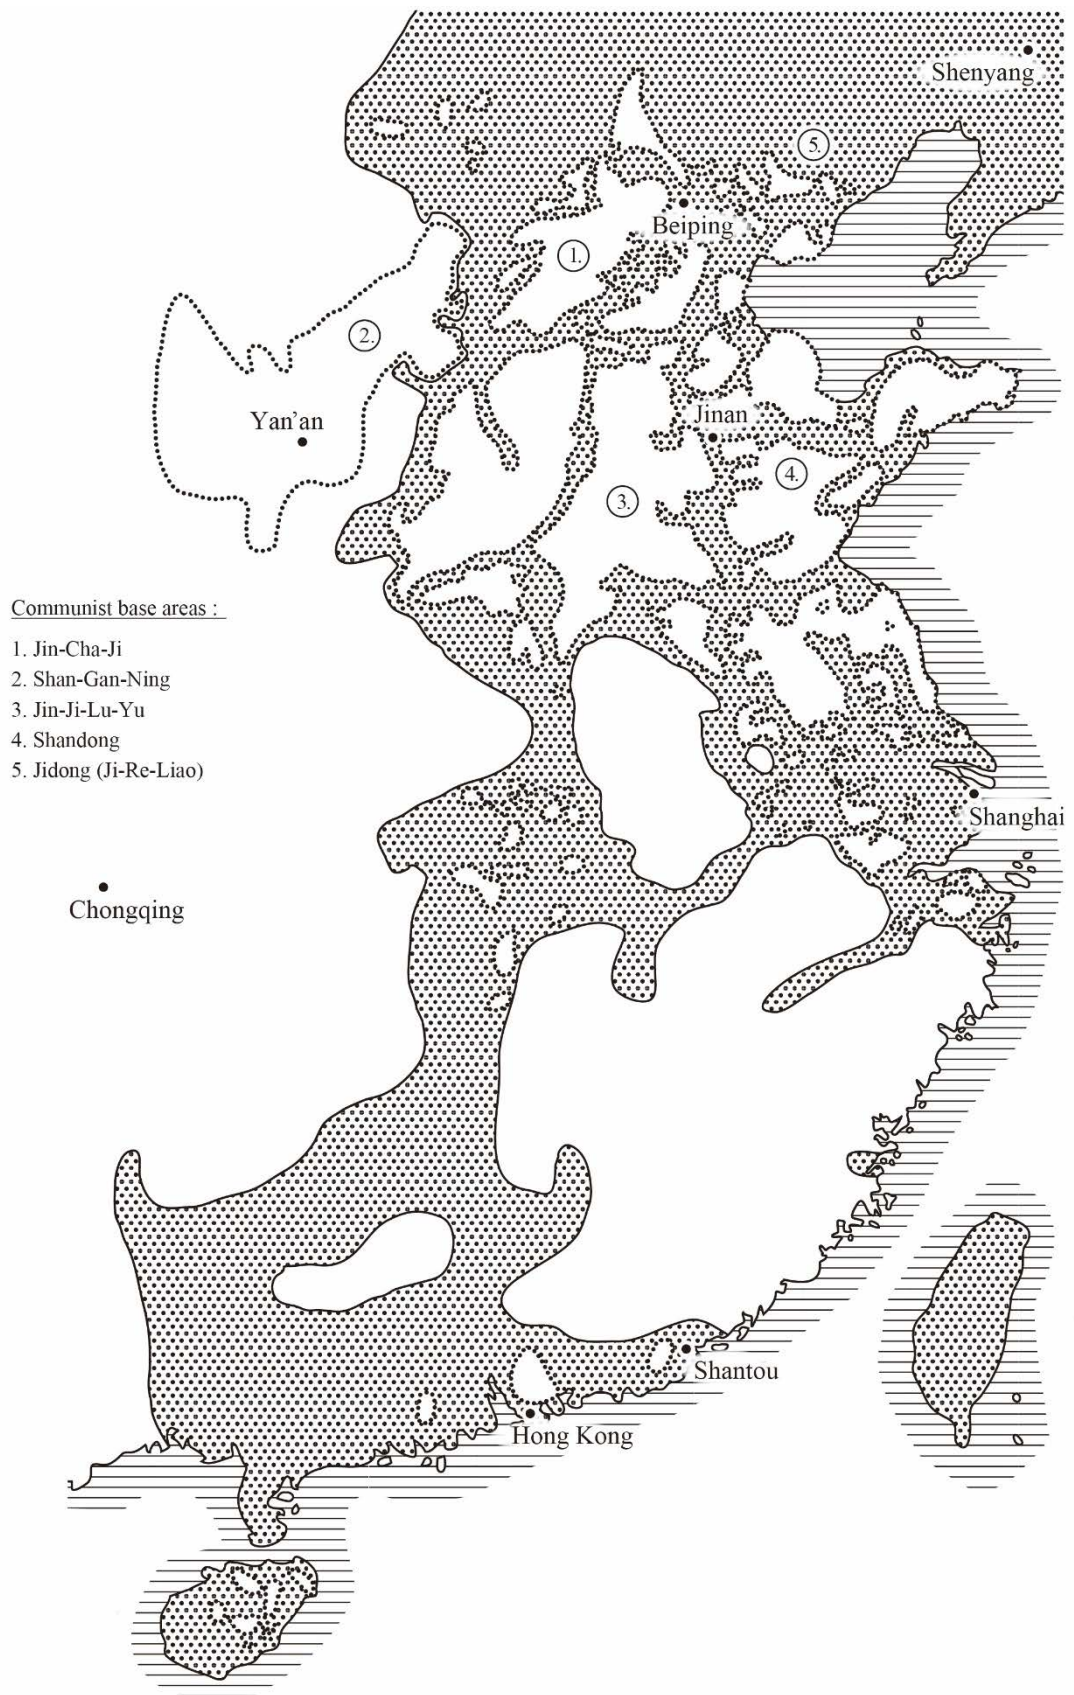 Shenyang
5.
Beiping
1.
2.
Jinan
Yan'an
4.
3.
Communist base areas :
1. Jin-Cha-Ji
2. Shan-Gan-Ning
3. Jin-Ji-Lu-Yu
4. Shandong
5. Jidong (Ji-Re-Liao)
Shanghai
Chongqing
Shantou
Hong Kong